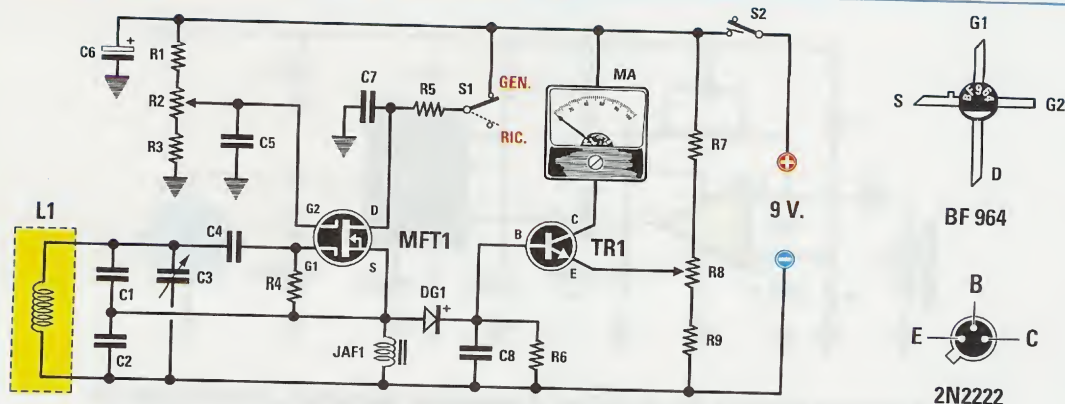 S2
G1
C6
+
R1
C7
R5
S1
GEN.
MA
BF964
S
G2
R2
RIC.
R7
R3
C5
D
+
BF 964
L1
G2
D
9 V.
C4
MFT1
C
B
TR1
G1
S
E
R8
−
C1
C3
R4
DG1
+
B
C2
JAF1
C8
R6
R9
E
C
2N2222